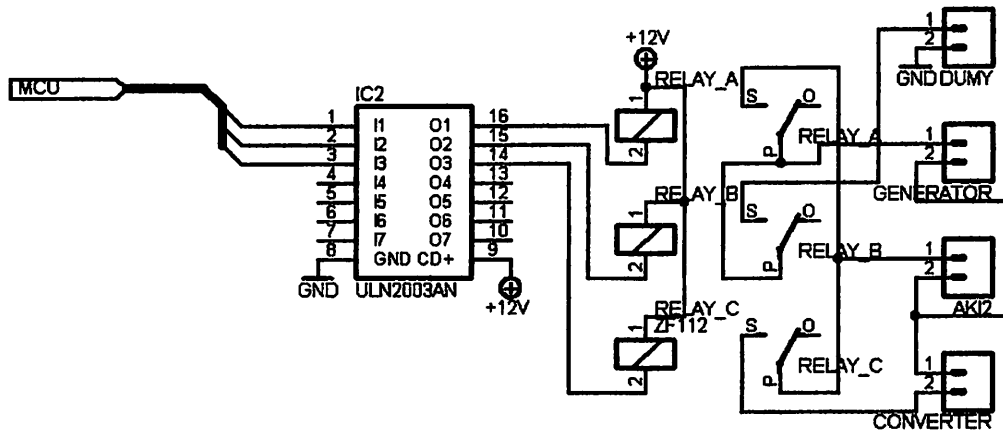 MCU
IC2
1 I1 O1 16
2 I2 O2 15
3 I3 O3 14
4 I4 O4 13
5 I5 O5 12
6 I6 O6 11
7 I7 O7 10
8 GND CD+ 9
GND
ULN2003AN
+12V
+12V
RELAY_A
1
2
RELAY_B
1
2
RELAY_C
ZF112
1
2
S O
P
RELAY_A
S O
P
RELAY_B
S O
P
RELAY_C
1
2
GND DUMY
1
2
GENERATOR
1
2
AKI2
1
2
CONVERTER